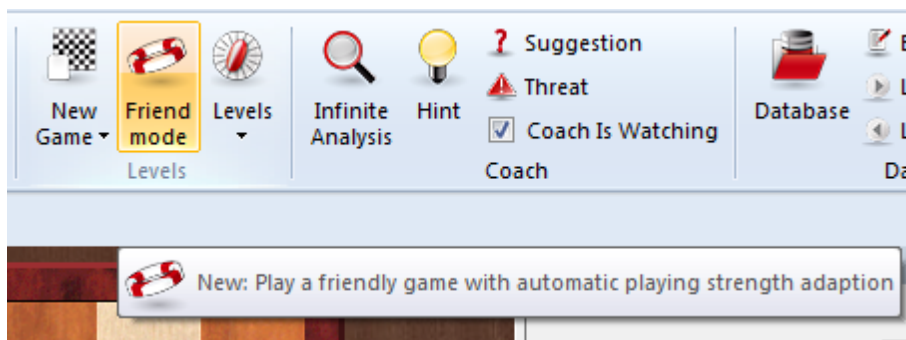 New
Game
Friend
mode
Levels
Levels
Infinite
Analysis
Hint
? Suggestion
Threat
Coach Is Watching
Coach
Database
New: Play a friendly game with automatic playing strength adaption